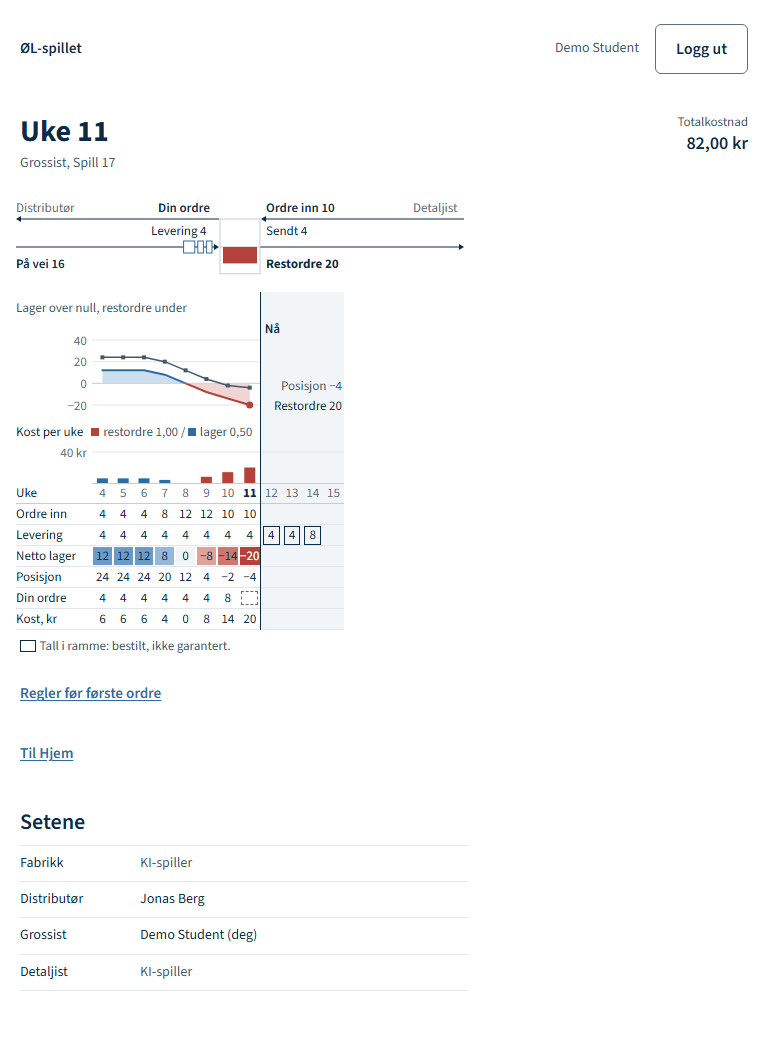 ØL-spillet
Demo Student
Logg ut
Uke 11
Grossist, Spill 17
Totalkostnad
82,00 kr
Distributør Din ordre Ordre inn 10 Detaljist
Levering 4 Sendt 4
På vei 16 Restordre 20
Lager over null, restordre under
Nå
40
20
0
−20
Posisjon −4
Restordre 20
Kost per uke restordre 1,00 / lager 0,50
40 kr
Uke 4 5 6 7 8 9 10 11 12 13 14 15
Ordre inn 4 4 4 8 12 12 10 10
Levering 4 4 4 4 4 4 4 4 4 4 8
Netto lager 12 12 12 8 0 −8 −14 −20
Posisjon 24 24 24 20 12 4 −2 −4
Din ordre 4 4 4 4 4 4 8
Kost, kr 6 6 6 4 0 8 14 20
Tall i ramme: bestilt, ikke garantert.
Regler før første ordre
Til Hjem
Setene
Fabrikk KI-spiller
Distributør Jonas Berg
Grossist Demo Student (deg)
Detaljist KI-spiller